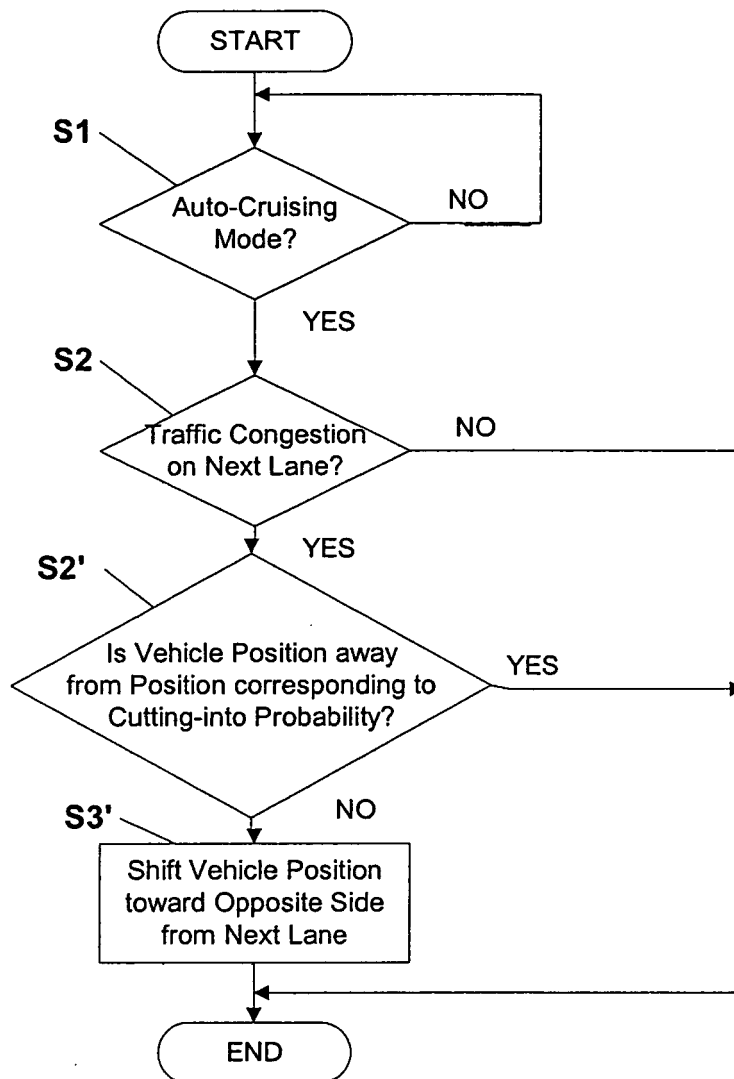 START
S1
Auto-Cruising
Mode?
NO
YES
S2
Traffic Congestion
on Next Lane?
NO
YES
S2'
Is Vehicle Position away
from Position corresponding to
Cutting-into Probability?
YES
NO
S3'
Shift Vehicle Position
toward Opposite Side
from Next Lane
END